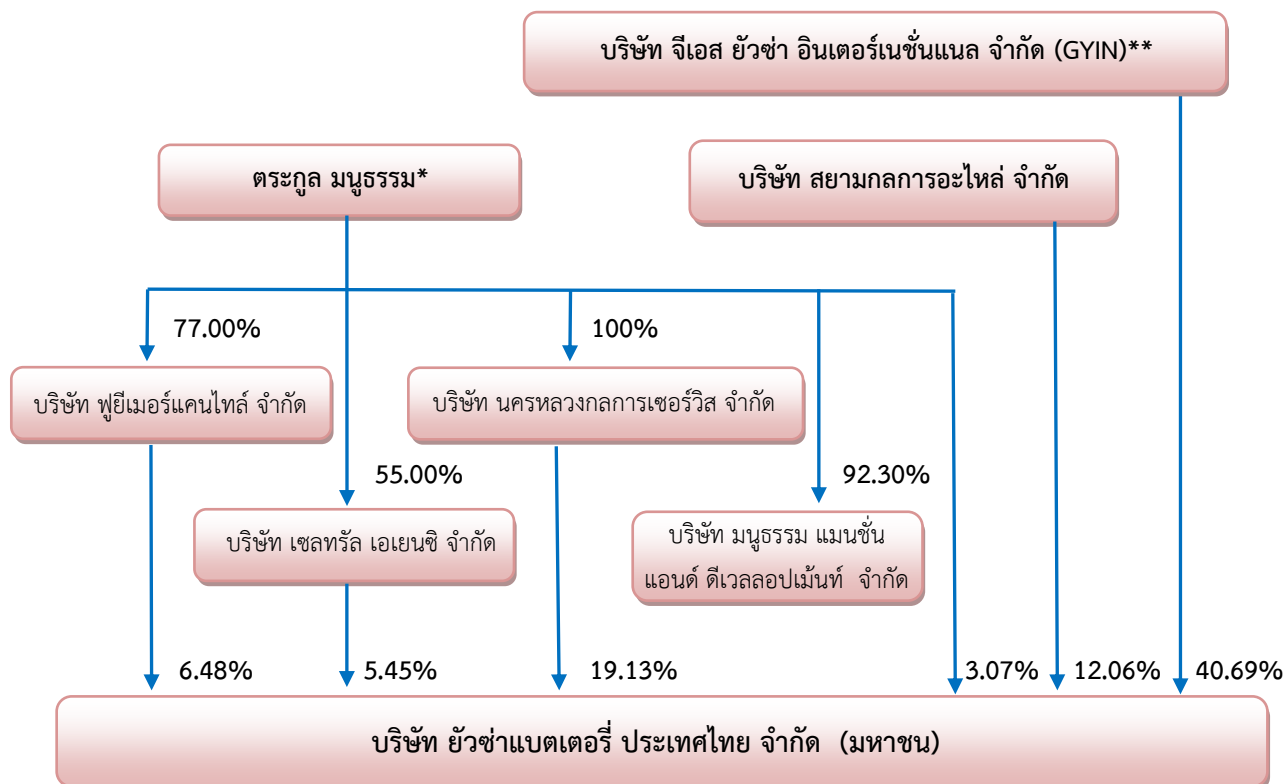 บริษัท จีเอส ยัวซ่า อินเตอร์เนชั่นแนล จำกัด (GYIN)**
ตระกูล มนูธรรม*
บริษัท สยามกลการอะไหล่ จำกัด
77.00%
100%
บริษัท ฟูยีเมอร์แคนไทล์ จำกัด
บริษัท นครหลวงกลการเซอร์วิส จำกัด
55.00%
92.30%
บริษัท เซลทรัล เอเยนซิ จำกัด
บริษัท มนูธรรม แมนชั่น
แอนด์ ดีเวลลอปเม้นท์ จำกัด
6.48%
5.45%
19.13%
3.07%
12.06%
40.69%
บริษัท ยัวซ่าแบตเตอรี่ ประเทศไทย จำกัด (มหาชน)